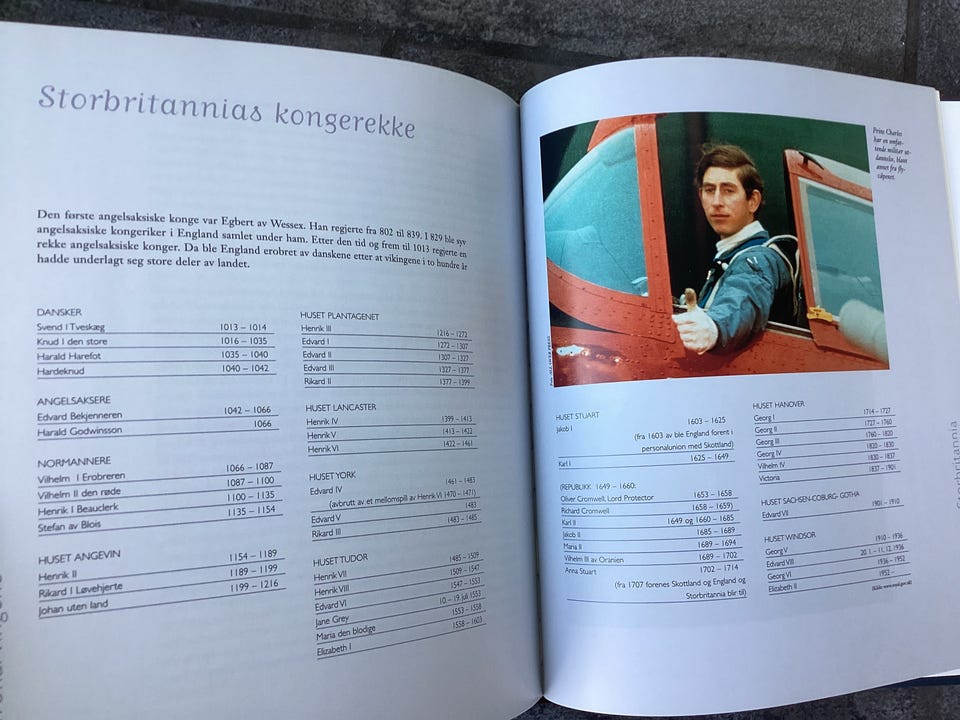 Storbritannias kongerekke
Den første angelsaksiske konge var Egbert av Wessex. Han regjerte fra 802 til 839. I 829 ble syv
angelsaksiske kongeriker i England samlet under ham. Etter den tid og frem til 1013 regjerte en
rekke angelsaksiske konger. Da ble England erobret av danskene etter at vikingene i to hundre år
hadde underlagt seg store deler av landet.
DANSKER
Svend I Tveskæg 1013 – 1014
Knud I den store 1016 – 1035
Harald Harefot 1035 – 1040
Hardeknud 1040 – 1042
ANGELSAKSERE
Edvard Bekjenneren 1042 – 1066
Harald Godwinsson 1066
NORMANNERE
Vilhelm I Erobreren 1066 – 1087
Vilhelm II den røde 1087 – 1100
Henrik I Beauclerk 1100 – 1135
Stefan av Blois 1135 – 1154
HUSET ANGEVIN
Henrik II 1154 – 1189
Rikard I Løvehjerte 1189 – 1199
Johan uten land 1199 – 1216
HUSET PLANTAGENET
Henrik III 1216 – 1272
Edvard I 1272 – 1307
Edvard II 1307 – 1327
Edvard III 1327 – 1377
Rikard II 1377 – 1399
HUSET LANCASTER
Henrik IV 1399 – 1413
Henrik V 1413 – 1422
Henrik VI 1422 – 1461
HUSET YORK
Edvard IV 1461 – 1483
(avbrutt av et mellomspill av Henrik VI 1470 – 1471)
Edvard V 1483
Rikard III 1483 – 1485
HUSET TUDOR
Henrik VII 1485 – 1509
Henrik VIII 1509 – 1547
Edvard VI 1547 – 1553
Jane Grey 10. – 19. juli 1553
Maria den blodige 1553 – 1558
Elizabeth I 1558 – 1603
Prins Charles
har en omfat-
tende militær ut-
dannelse, blant
annet fra fly-
våpenet.
HUSET STUART
Jakob I 1603 – 1625
(fra 1603 av ble England forent i
personalunion med Skottland)
Karl I 1625 – 1649
(REPUBLIKK 1649 – 1660:
Oliver Cromwell, Lord Protector 1653 – 1658
Richard Cromwell 1658 – 1659)
Karl II 1649 og 1660 – 1685
Jakob II 1685 – 1689
Maria II 1689 – 1694
Vilhelm III av Oranien 1689 – 1702
Anna Stuart 1702 – 1714
(fra 1707 forenes Skottland og England og
Storbritannia blir til)
HUSET HANOVER
Georg I 1714 – 1727
Georg II 1727 – 1760
Georg III 1760 – 1820
Georg IV 1820 – 1830
Vilhelm IV 1830 – 1837
Victoria 1837 – 1901
HUSET SACHSEN-COBURG- GOTHA
Edvard VII 1901 – 1910
HUSET WINDSOR
Georg V 1910 – 1936
Edvard VIII 20. 1. – 11. 12. 1936
Georg VI 1936 – 1952
Elizabeth II 1952 –
(Kilde: www.royal.gov.uk)